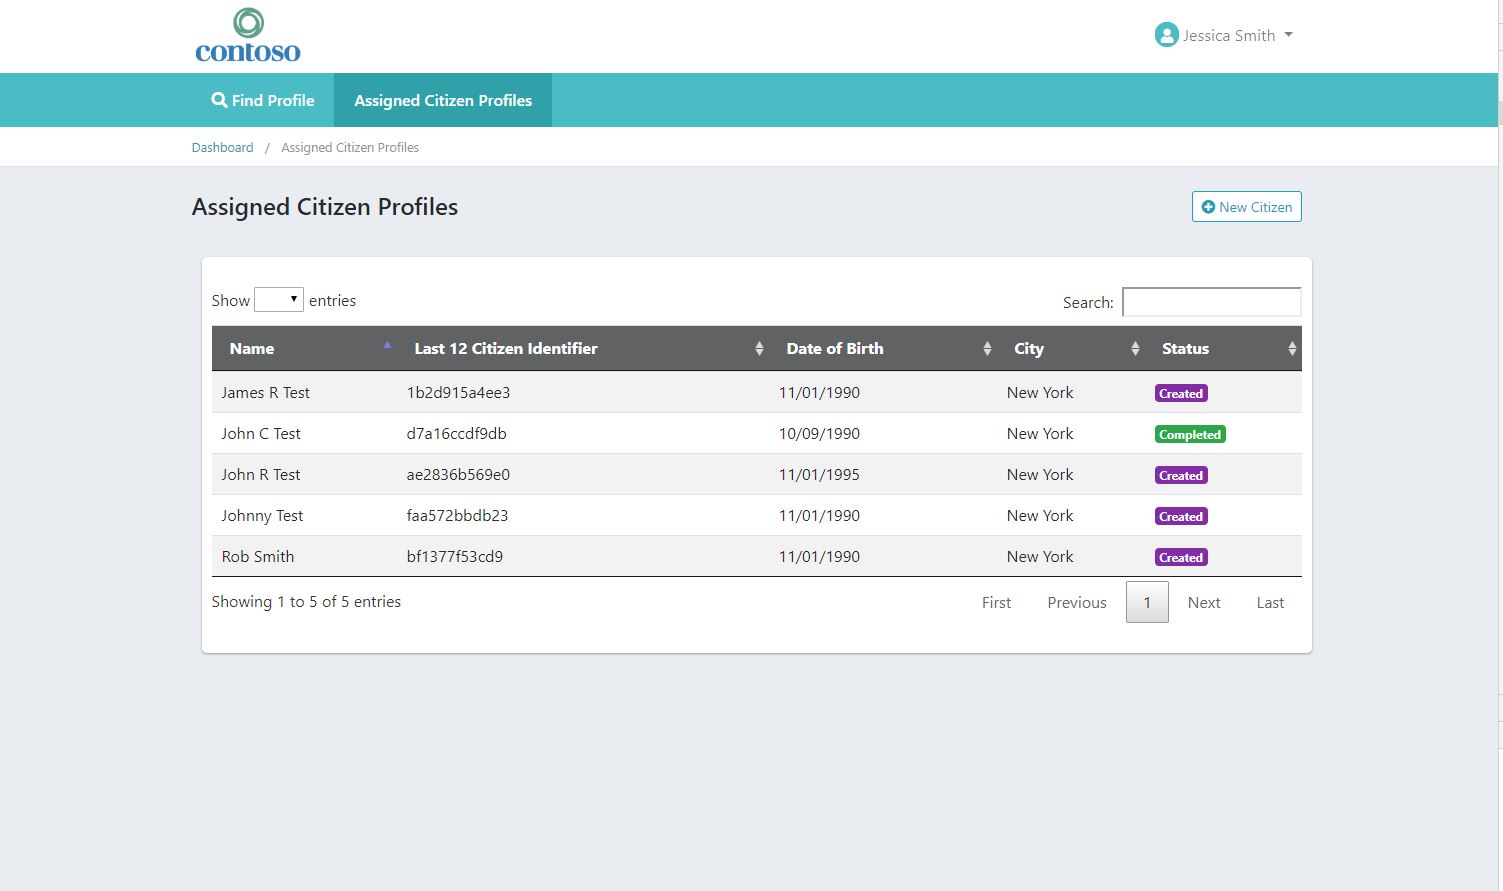 contoso
Jessica Smith
Find Profile Assigned Citizen Profiles
Dashboard / Assigned Citizen Profiles
Assigned Citizen Profiles New Citizen
Show entries Search:
Name Last 12 Citizen Identifier Date of Birth City Status
James R Test 1b2d915a4ee3 11/01/1990 New York Created
John C Test d7a16ccdf9db 10/09/1990 New York Completed
John R Test ae2836b569e0 11/01/1995 New York Created
Johnny Test faa572bbdb23 11/01/1990 New York Created
Rob Smith bf1377f53cd9 11/01/1990 New York Created
Showing 1 to 5 of 5 entries First Previous 1 Next Last